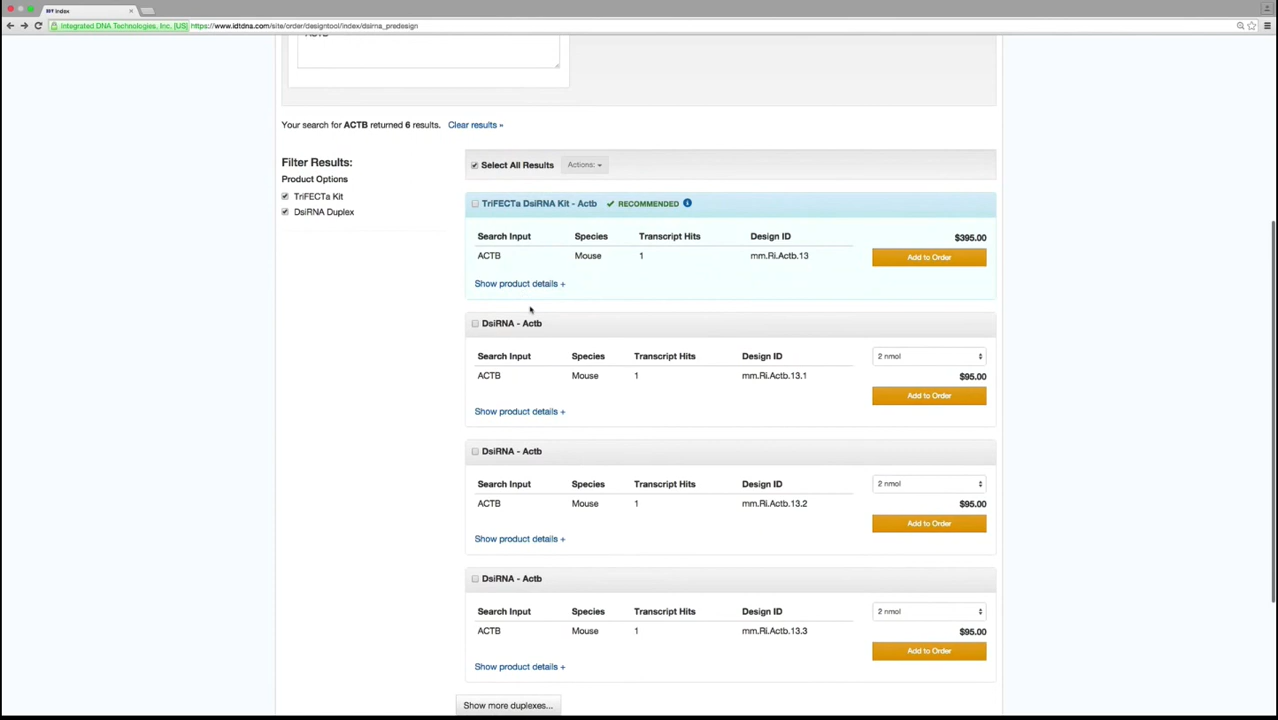 Index
Integrated DNA Technologies, Inc. [US] https://www.idtdna.com/site/order/designtool/index/dsirna_predesign
ACTB
Your search for ACTB returned 6 results. Clear results »
Filter Results:
Product Options
TriFECTa Kit
DsiRNA Duplex
Select All Results Actions:
TriFECTa DsiRNA Kit - Actb RECOMMENDED
Search Input Species Transcript Hits Design ID $395.00
ACTB Mouse 1 mm.Ri.Actb.13 Add to Order
Show product details +
DsiRNA - Actb
Search Input Species Transcript Hits Design ID 2 nmol
ACTB Mouse 1 mm.Ri.Actb.13.1 $95.00
Add to Order
Show product details +
DsiRNA - Actb
Search Input Species Transcript Hits Design ID 2 nmol
ACTB Mouse 1 mm.Ri.Actb.13.2 $95.00
Add to Order
Show product details +
DsiRNA - Actb
Search Input Species Transcript Hits Design ID 2 nmol
ACTB Mouse 1 mm.Ri.Actb.13.3 $95.00
Add to Order
Show product details +
Show more duplexes...